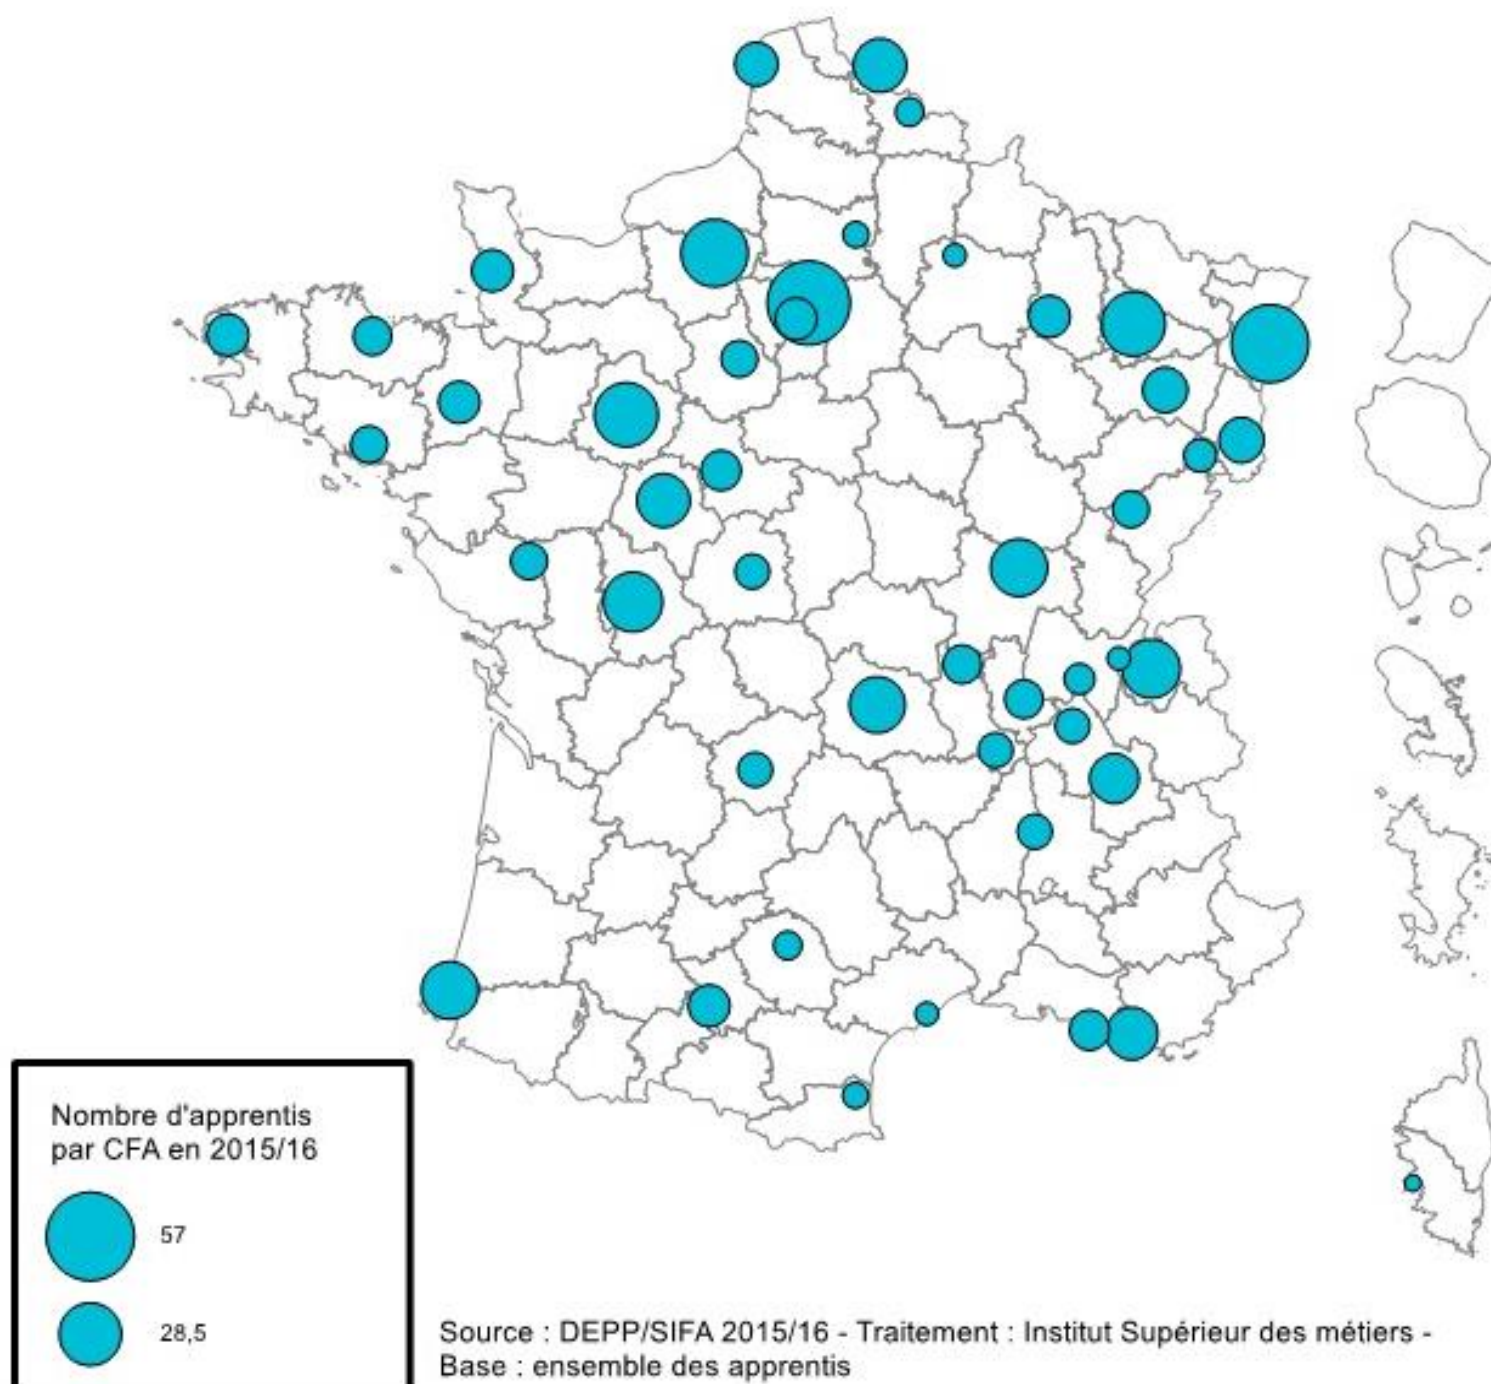 Nombre d'apprentis
par CFA en 2015/16
57
28,5
Source : DEPP/SIFA 2015/16 - Traitement : Institut Supérieur des métiers -
Base : ensemble des apprentis